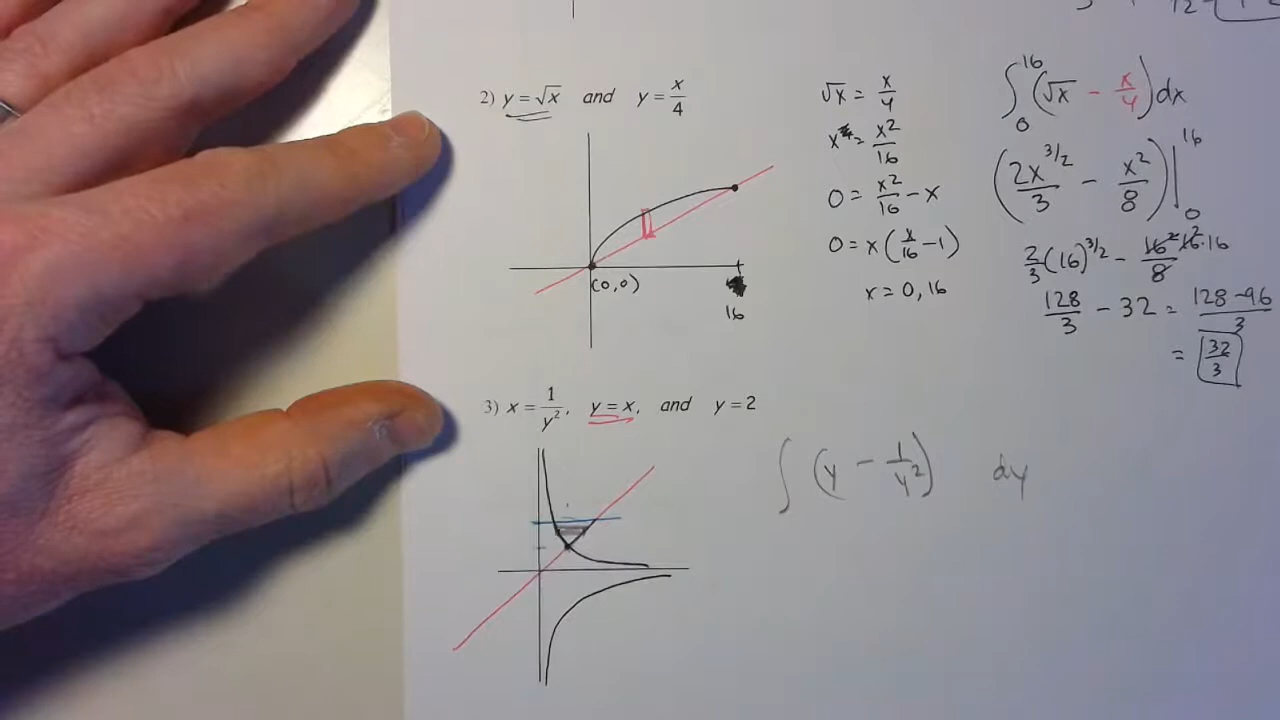 2) y = √x and y = x/4
(0,0)
16
√x = x/4
x = x²/16
0 = x²/16 - x
0 = x(x/16 - 1)
x = 0, 16
∫₀¹⁶ (√x - x/4) dx
(2x^(3/2)/3 - x²/8)|₀¹⁶
2/3 (16)^(3/2) - 16²/8 16·16
128/3 - 32 = 128-96/3
= 32/3
3) x = 1/y², y = x, and y = 2
∫ (y - 1/y²) dy